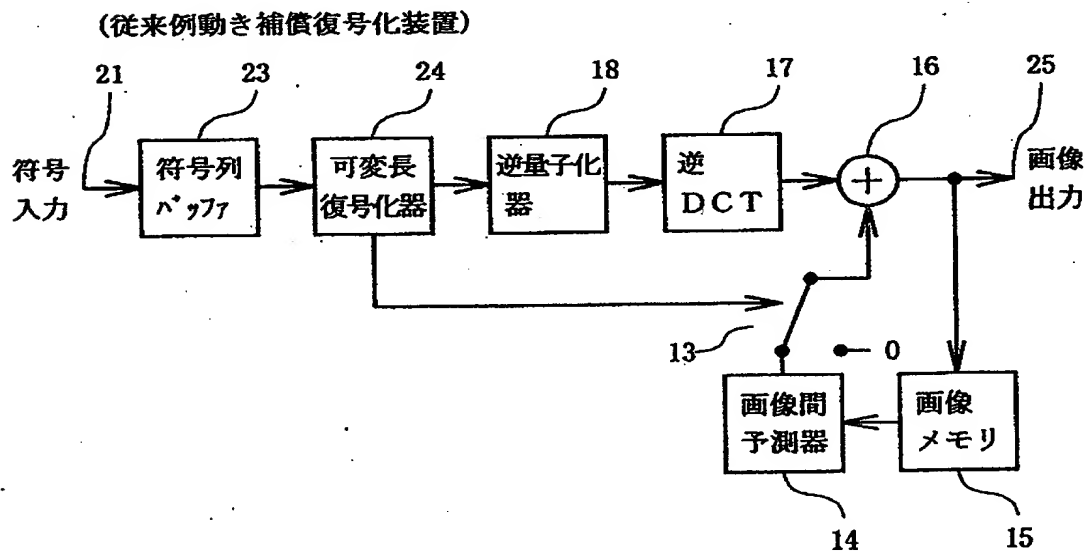 (従来例動き補償復号化装置)
21
23
24
18
17
16
25
符号
入力
符号列
バッファ
可変長
復号化器
逆量子化
器
逆
DCT
+
画像
出力
13
0
画像間
予測器
画像
メモリ
14
15